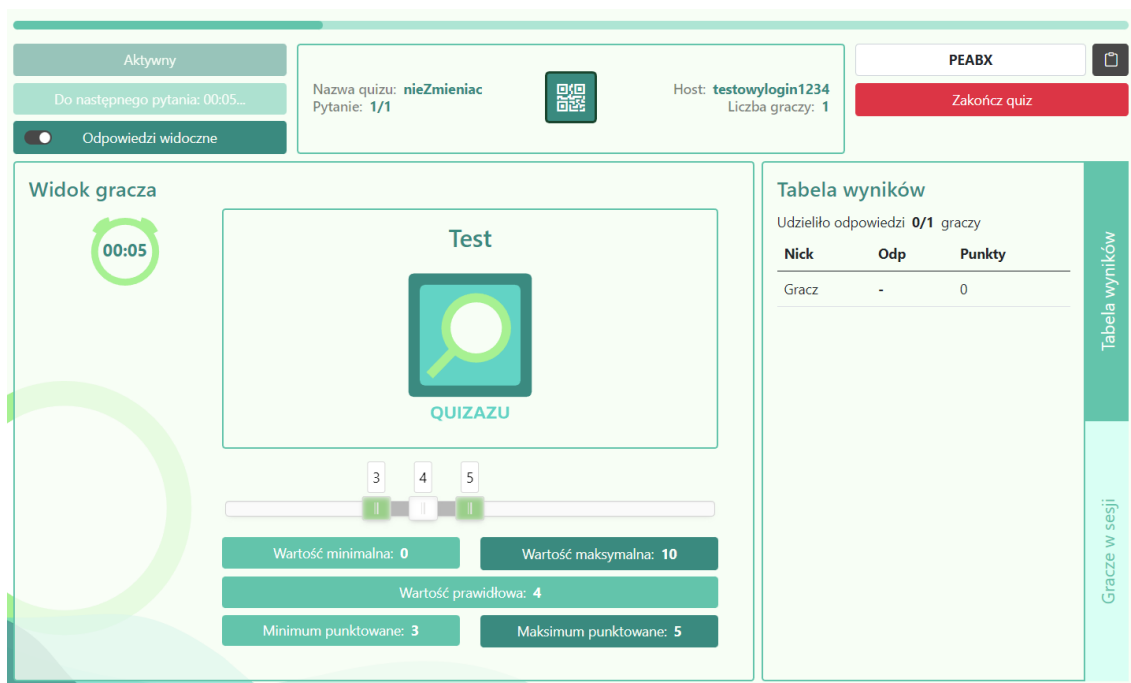 Aktywny
Do następnego pytania: 00:05...
Odpowiedzi widoczne
Nazwa quizu: nieZmieniac
Pytanie: 1/1
Host: testowylogin1234
Liczba graczy: 1
PEABX
Zakończ quiz
Widok gracza
00:05
Test
QUIZAZU
3 4 5
Wartość minimalna: 0
Wartość maksymalna: 10
Wartość prawidłowa: 4
Minimum punktowane: 3
Maksimum punktowane: 5
Tabela wyników
Udzieliło odpowiedzi 0/1 graczy
Nick Odp Punkty
Gracz - 0
Tabela wyników
Gracze w sesji